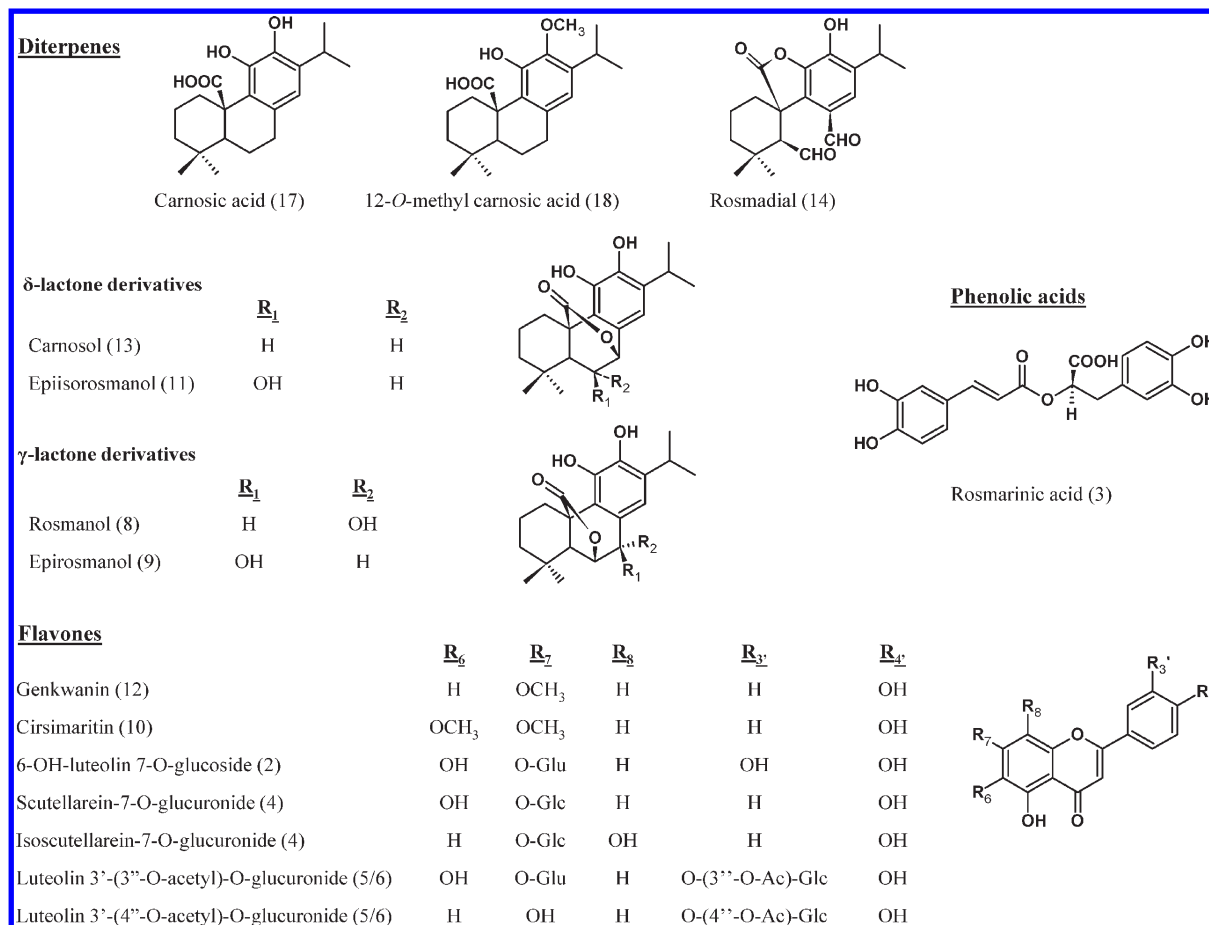 Diterpenes
OH
HO
HOOC
Carnosic acid (17)
OCH3
HO
HOOC
12-O-methyl carnosic acid (18)
OH
O
O
CHO
CHO
Rosmadial (14)
δ-lactone derivatives
R1 R2
Carnosol (13) H H
Epiisorosmanol (11) OH H
OH
HO
O
O
R2
R1
Phenolic acids
HO
HO
O
O
COOH
H
OH
OH
Rosmarinic acid (3)
γ-lactone derivatives
R1 R2
Rosmanol (8) H OH
Epirosmanol (9) OH H
OH
HO
O
O
R2
R1
Flavones
R6 R7 R8 R3' R4'
Genkwanin (12) H OCH3 H H OH
Cirsimaritin (10) OCH3 OCH3 H H OH
6-OH-luteolin 7-O-glucoside (2) OH O-Glu H OH OH
Scutellarein-7-O-glucuronide (4) OH O-Glc H H OH
Isoscutellarein-7-O-glucuronide (4) H O-Glc OH H OH
Luteolin 3'-(3"-O-acetyl)-O-glucuronide (5/6) OH O-Glu H O-(3''-O-Ac)-Glc OH
Luteolin 3'-(4"-O-acetyl)-O-glucuronide (5/6) H OH H O-(4''-O-Ac)-Glc OH
R3'
R
R8
R7
O
R6
OH
O